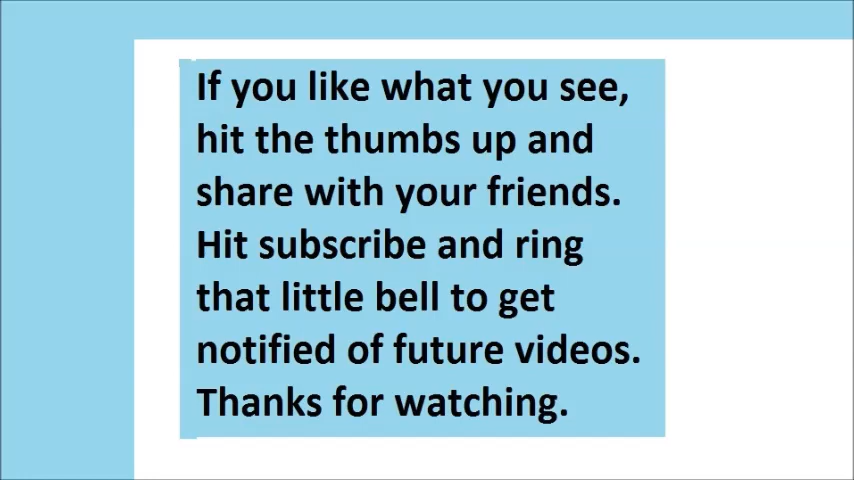 If you like what you see,
hit the thumbs up and
share with your friends.
Hit subscribe and ring
that little bell to get
notified of future videos.
Thanks for watching.